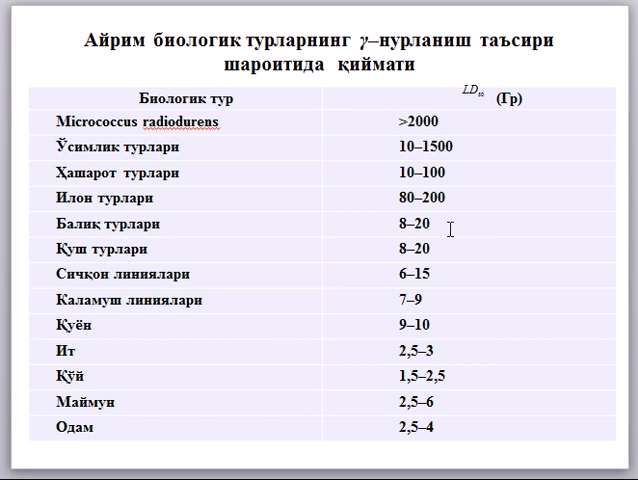 Айрим биологик турларнинг γ–нурланиш таъсири
шароитида қиймати
Биологик тур LD₅₀ (Гр)
Micrococcus radiodurens >2000
Ўсимлик турлари 10–1500
Ҳашарот турлари 10–100
Илон турлари 80–200
Балиқ турлари 8–20
Қуш турлари 8–20
Сичқон линиялари 6–15
Каламуш линиялари 7–9
Қуён 9–10
Ит 2,5–3
Қўй 1,5–2,5
Маймун 2,5–6
Одам 2,5–4